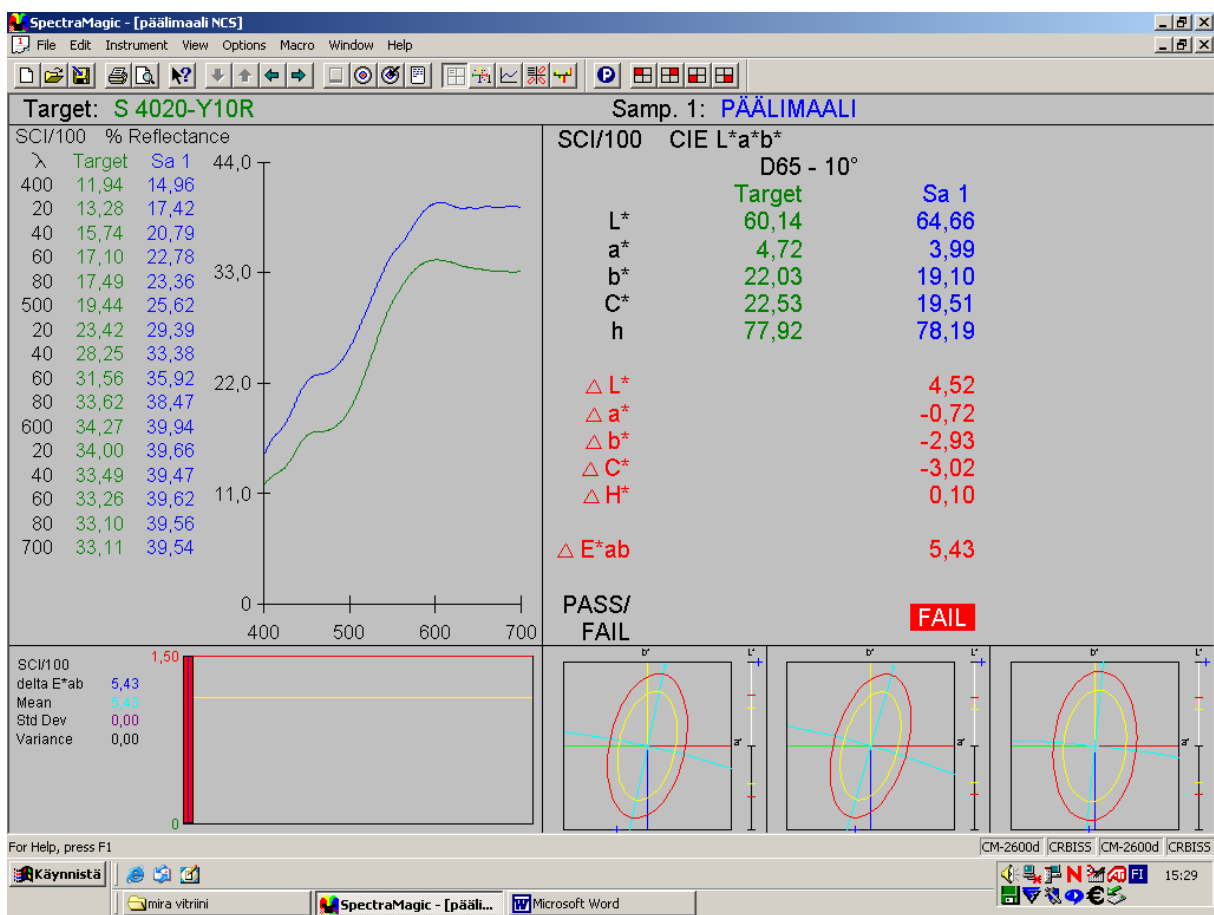 SpectraMagic - [päälimaali NCS]
File Edit Instrument View Options Macro Window Help
Target: S 4020-Y10R
Samp. 1: PÄÄLIMAALI
SCI/100 % Reflectance
λ Target Sa 1
400 11,94 14,96
20 13,28 17,42
40 15,74 20,79
60 17,10 22,78
80 17,49 23,36
500 19,44 25,62
20 23,42 29,39
40 28,25 33,38
60 31,56 35,92
80 33,62 38,47
600 34,27 39,94
20 34,00 39,66
40 33,49 39,47
60 33,26 39,62
80 33,10 39,56
700 33,11 39,54
44,0
33,0
22,0
11,0
0
400 500 600 700
SCI/100 CIE L*a*b*
D65 - 10°
Target Sa 1
L* 60,14 64,66
a* 4,72 3,99
b* 22,03 19,10
C* 22,53 19,51
h 77,92 78,19
△ L* 4,52
△ a* -0,72
△ b* -2,93
△ C* -3,02
△ H* 0,10
△ E*ab 5,43
PASS/
FAIL
FAIL
SCI/100
delta E*ab 5,43
Mean 5,43
Std Dev 0,00
Variance 0,00
1,50
0
b* L* b* L* b* L*
a* a* a*
For Help, press F1
CM-2600d CRBISS CM-2600d CRBISS
Käynnistä
FI 15:29
mira vitriini
SpectraMagic - [pääli...
Microsoft Word